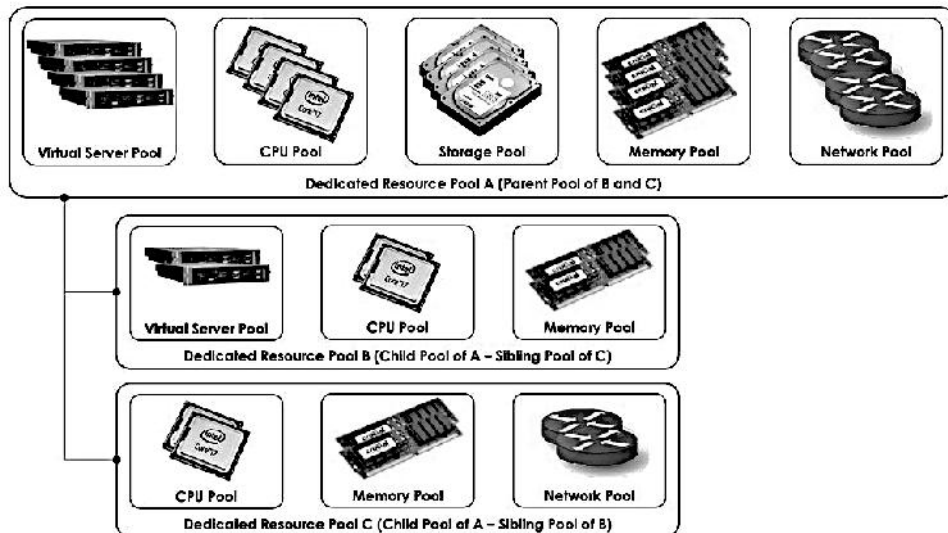 Virtual Server Pool
CPU Pool
Storage Pool
Memory Pool
Network Pool
Dedicated Resource Pool A (Parent Pool of B and C)
Virtual Server Pool
CPU Pool
Memory Pool
Dedicated Resource Pool B (Child Pool of A – Sibling Pool of C)
CPU Pool
Memory Pool
Network Pool
Dedicated Resource Pool C (Child Pool of A – Sibling Pool of B)